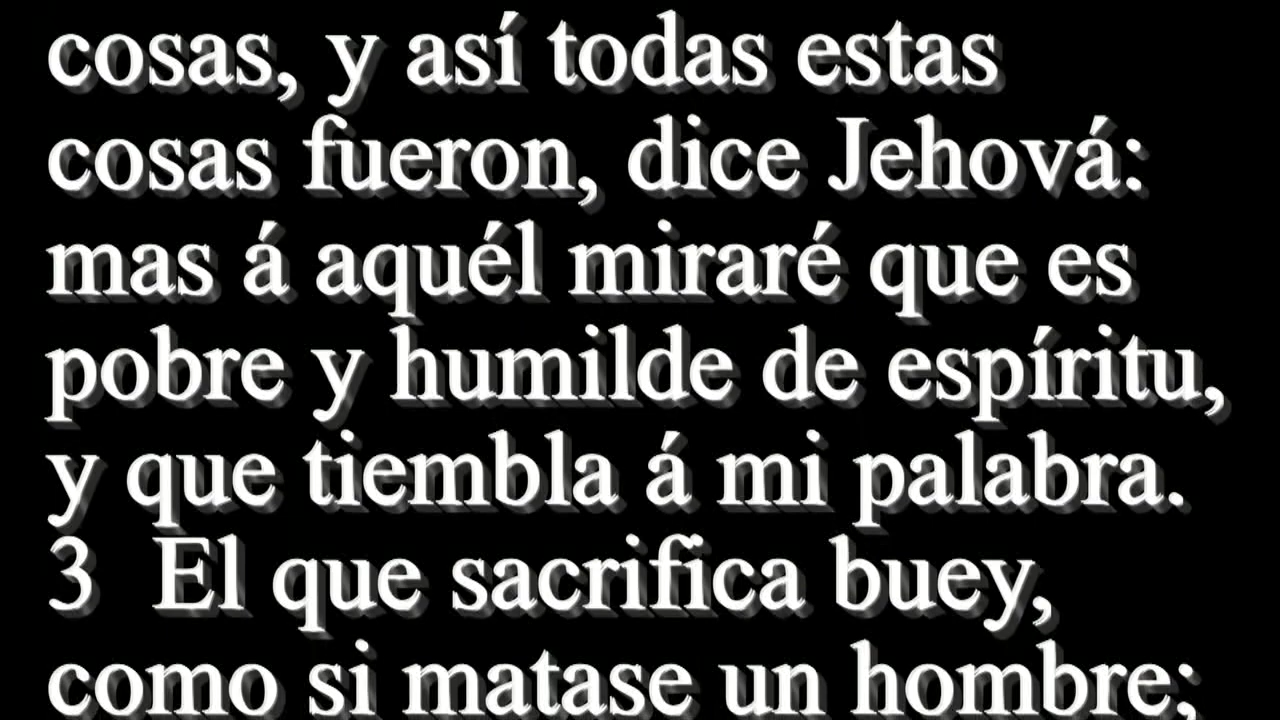 cosas, y así todas estas
cosas fueron, dice Jehová:
mas á aquél miraré que es
pobre y humilde de espíritu,
y que tiembla á mi palabra.
3 El que sacrifica buey,
como si matase un hombre;